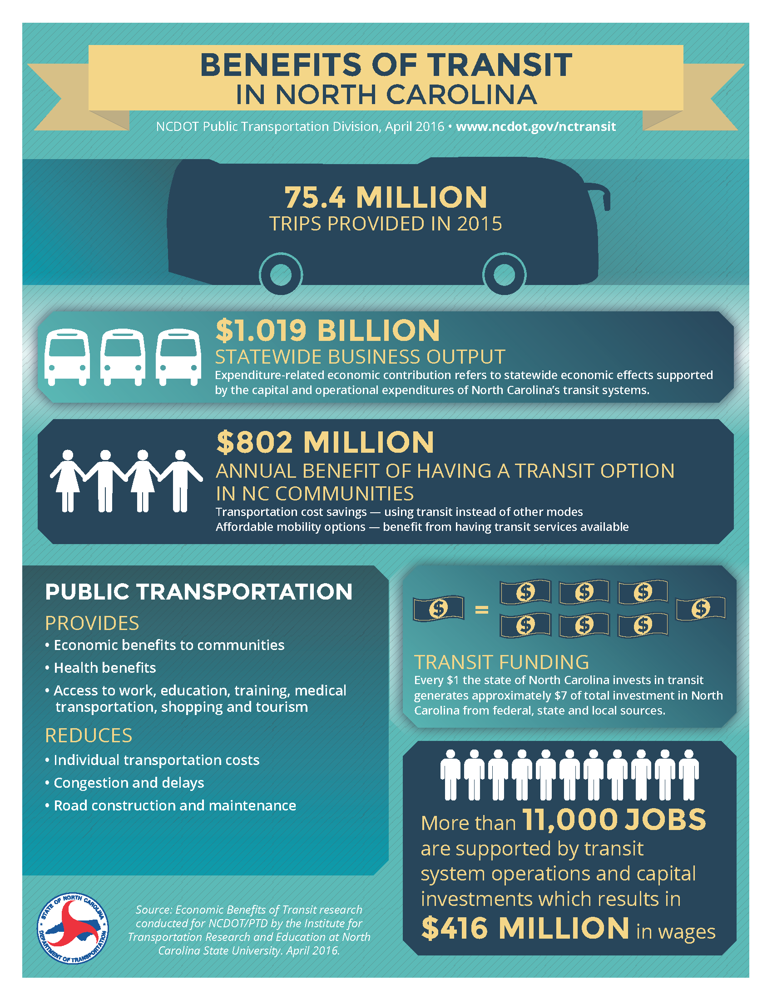 BENEFITS OF TRANSIT
IN NORTH CAROLINA
NCDOT Public Transportation Division, April 2016 • www.ncdot.gov/nctransit
75.4 MILLION
TRIPS PROVIDED IN 2015
$1.019 BILLION
STATEWIDE BUSINESS OUTPUT
Expenditure-related economic contribution refers to statewide economic effects supported
by the capital and operational expenditures of North Carolina's transit systems.
$802 MILLION
ANNUAL BENEFIT OF HAVING A TRANSIT OPTION
IN NC COMMUNITIES
Transportation cost savings — using transit instead of other modes
Affordable mobility options — benefit from having transit services available
PUBLIC TRANSPORTATION
PROVIDES
• Economic benefits to communities
• Health benefits
• Access to work, education, training, medical
transportation, shopping and tourism
REDUCES
• Individual transportation costs
• Congestion and delays
• Road construction and maintenance
$ = $ $ $ $ $ $ $
TRANSIT FUNDING
Every $1 the state of North Carolina invests in transit
generates approximately $7 of total investment in North
Carolina from federal, state and local sources.
More than 11,000 JOBS
are supported by transit
system operations and capital
investments which results in
$416 MILLION in wages
STATE OF NORTH CAROLINA
DEPARTMENT OF TRANSPORTATION
Source: Economic Benefits of Transit research
conducted for NCDOT/PTD by the Institute for
Transportation Research and Education at North
Carolina State University. April 2016.